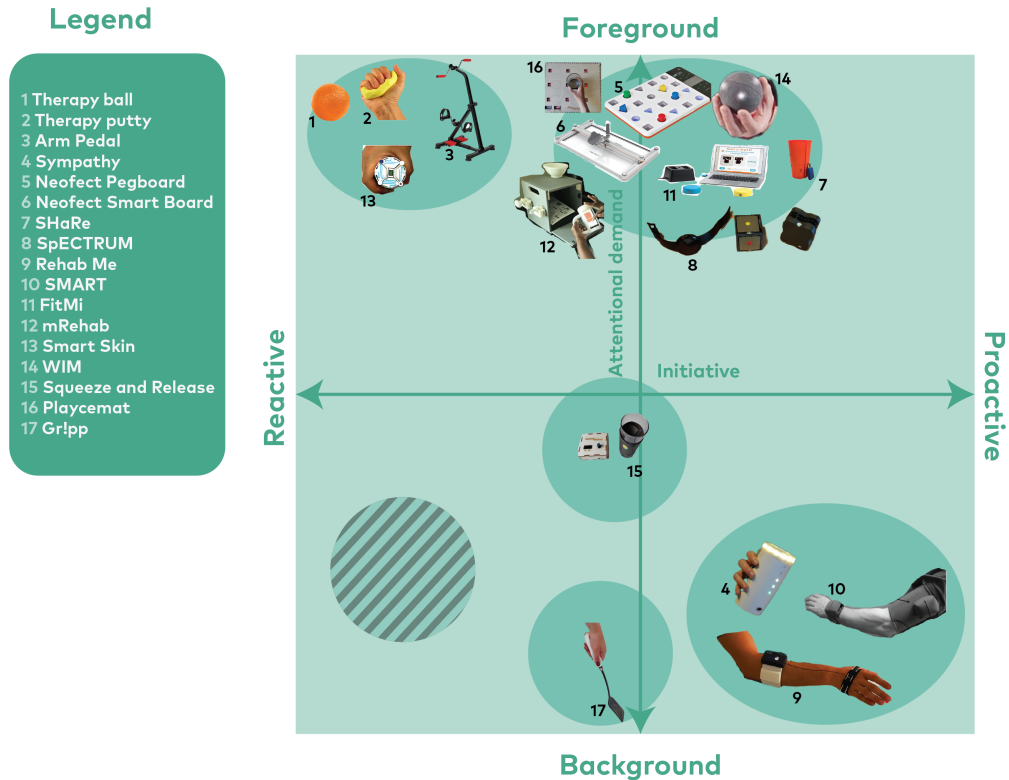 Legend
1 Therapy ball
2 Therapy putty
3 Arm Pedal
4 Sympathy
5 Neofect Pegboard
6 Neofect Smart Board
7 SHaRe
8 SpECTRUM
9 Rehab Me
10 SMART
11 FitMi
12 mRehab
13 Smart Skin
14 WIM
15 Squeeze and Release
16 Playcemat
17 Gr!pp
Foreground
16
14
5
1
2
6
3
13
11
7
12
8
Attentional demand
Initiative
Reactive
Proactive
15
4
10
9
17
Background